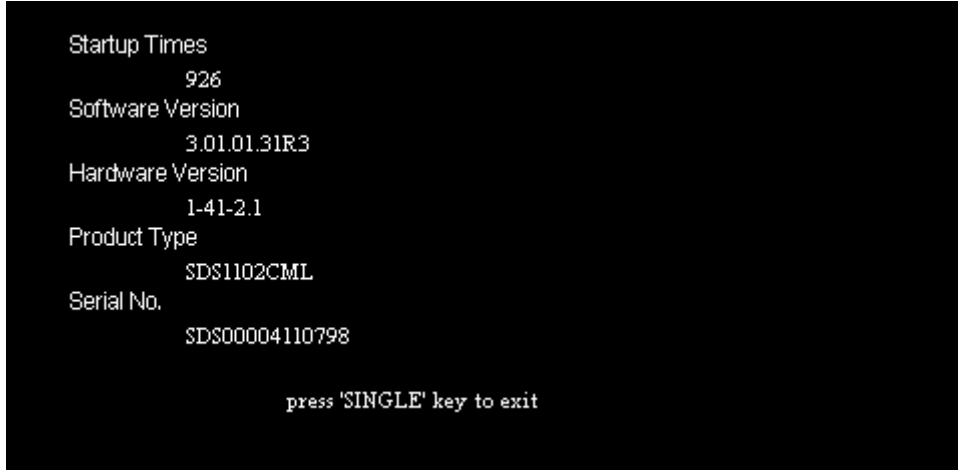 Startup Times
926
Software Version
3.01.01.31R3
Hardware Version
1-41-2.1
Product Type
SDS1102CML
Serial No.
SDS00004110798
press 'SINGLE' key to exit